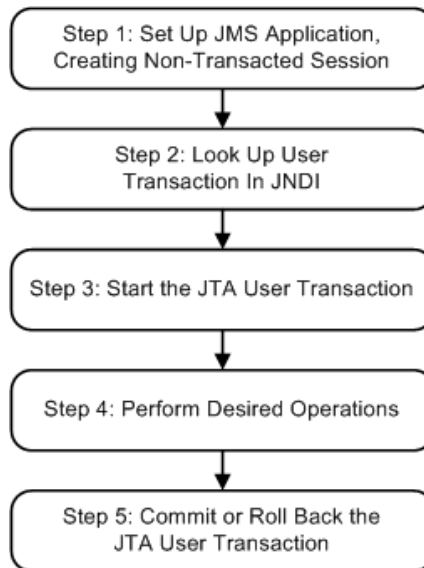 Step 1: Set Up JMS Application,
Creating Non-Transacted Session
Step 2: Look Up User
Transaction In JNDI
Step 3: Start the JTA User Transaction
Step 4: Perform Desired Operations
Step 5: Commit or Roll Back the
JTA User Transaction